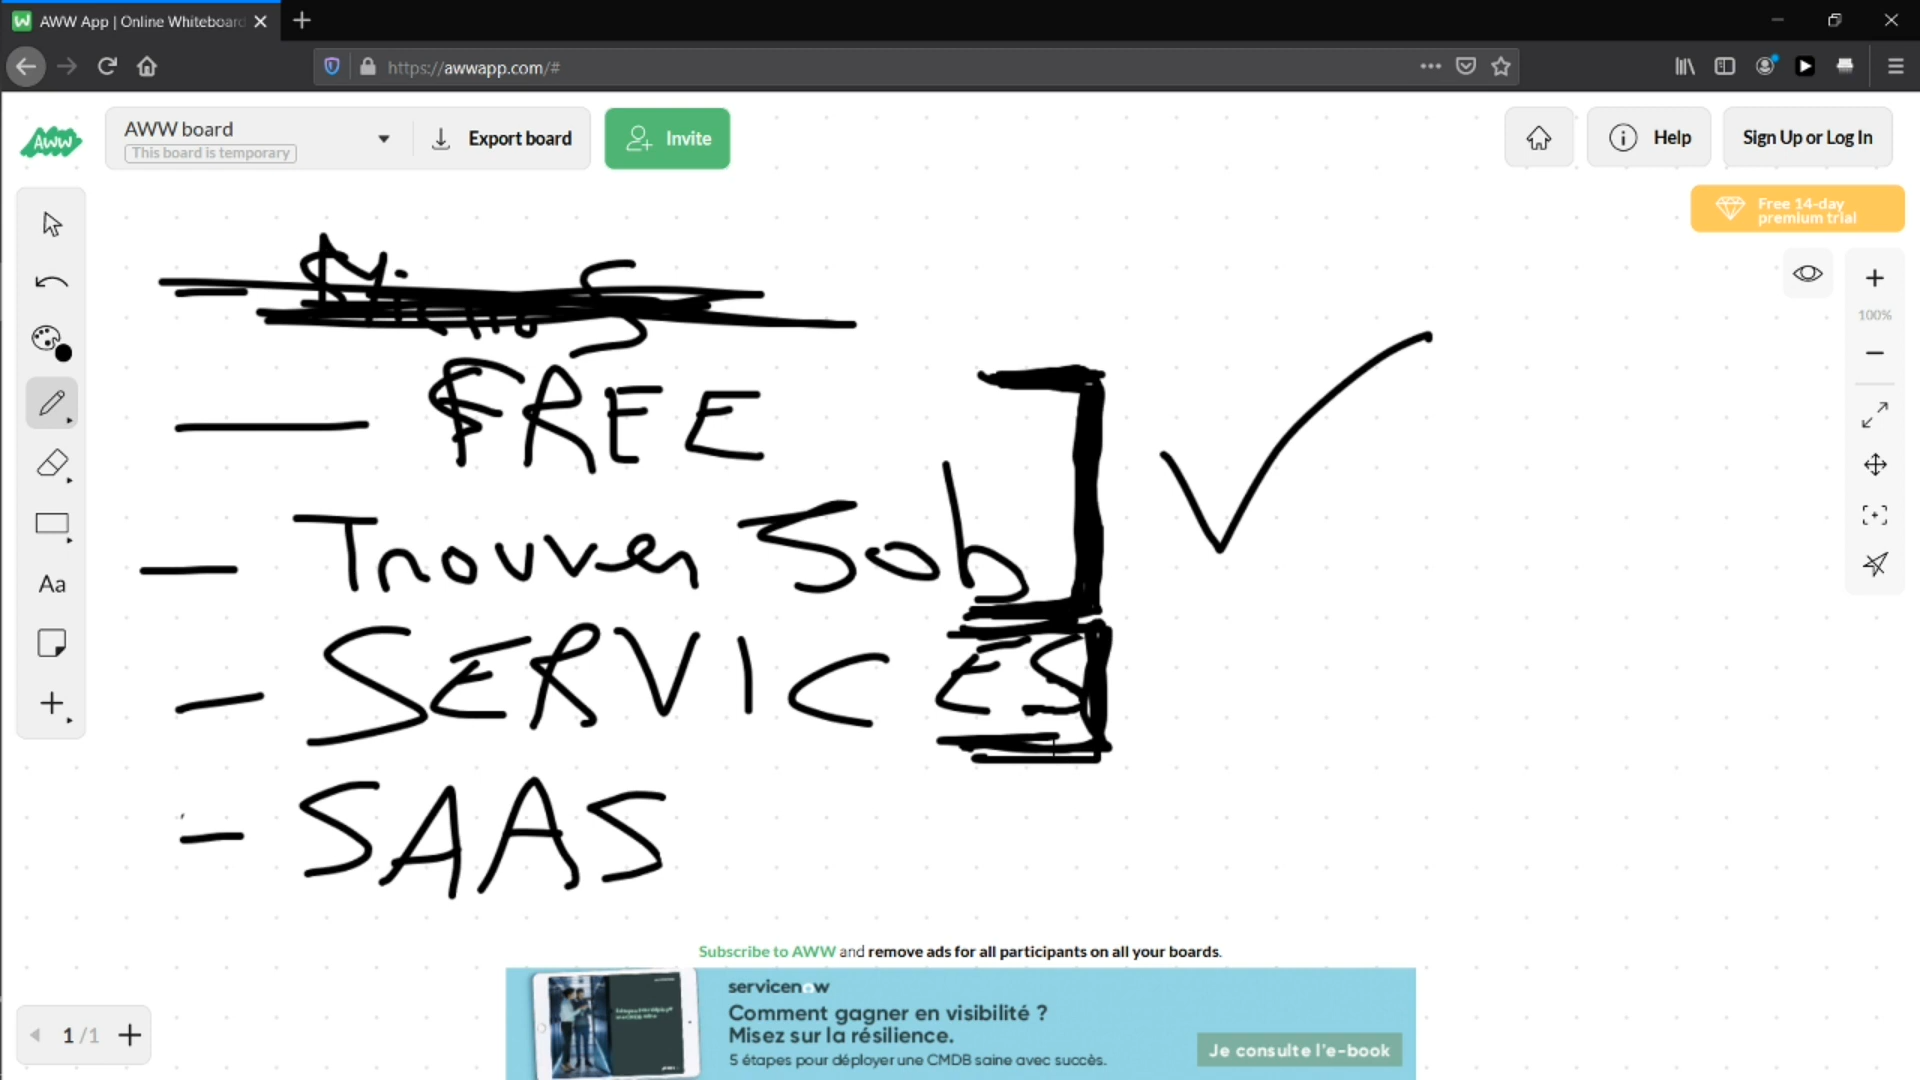 AWW App | Online Whiteboard
https://awwapp.com/#
AWW
AWW board
This board is temporary
Export board
Invite
Help
Sign Up or Log In
Free 14-day
premium trial
100%
Aa
FREE
- Trouver Job
- SERVICES
- SAAS
Subscribe to AWW and remove ads for all participants on all your boards.
servicenow
Comment gagner en visibilité ?
Misez sur la résilience.
5 étapes pour déployer une CMDB saine avec succès.
Je consulte l'e-book
1/1